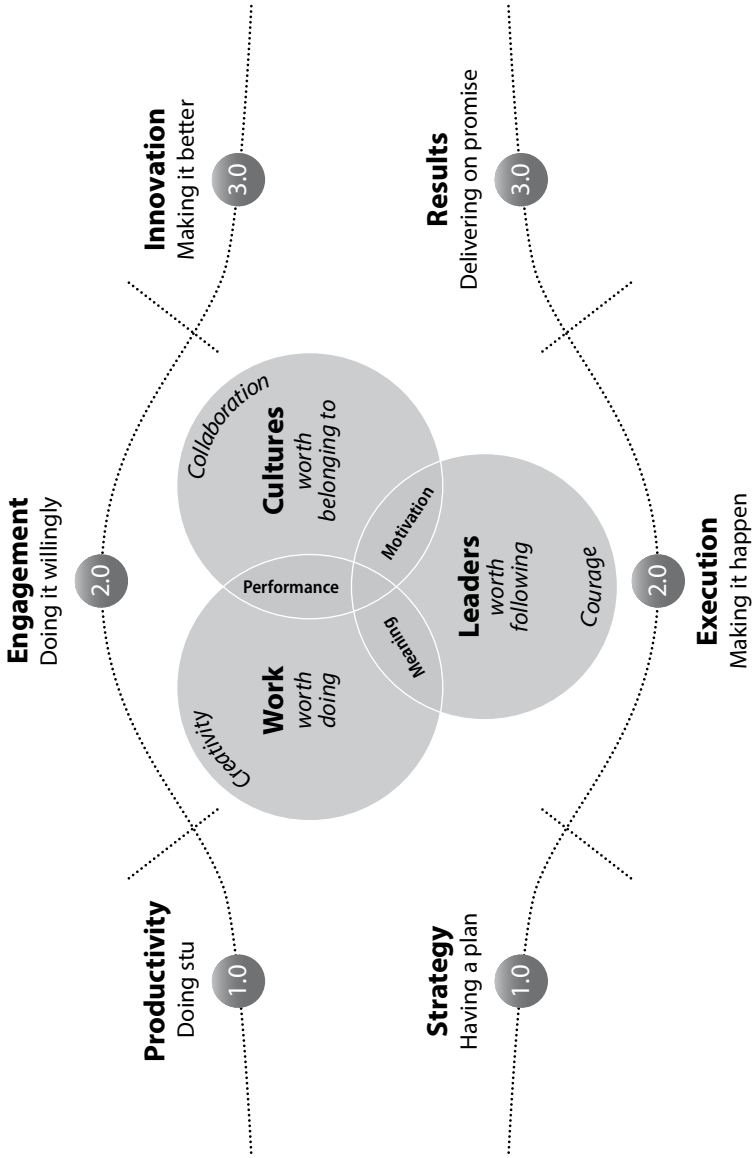 Engagement
Doing it willingly
2.0
Productivity
Doing stu
1.0
Innovation
Making it better
3.0
Creativity
Work
worth
doing
Performance
Collaboration
Cultures
worth
belonging to
Meaning
Motivation
Leaders
worth
following
Courage
1.0
Strategy
Having a plan
3.0
Results
Delivering on promise
2.0
Execution
Making it happen